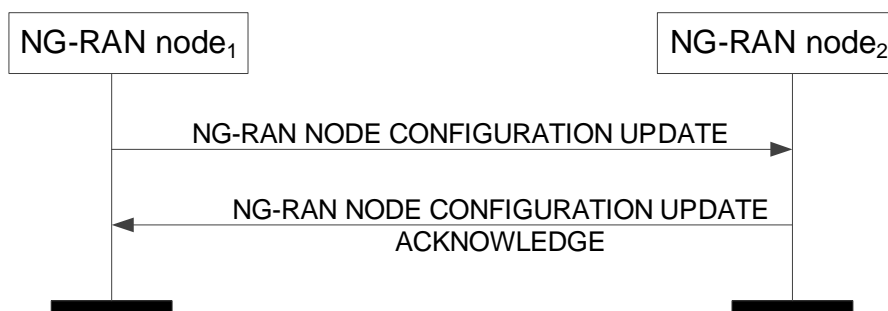 NG-RAN node₁
NG-RAN node₂
NG-RAN NODE CONFIGURATION UPDATE
NG-RAN NODE CONFIGURATION UPDATE
ACKNOWLEDGE